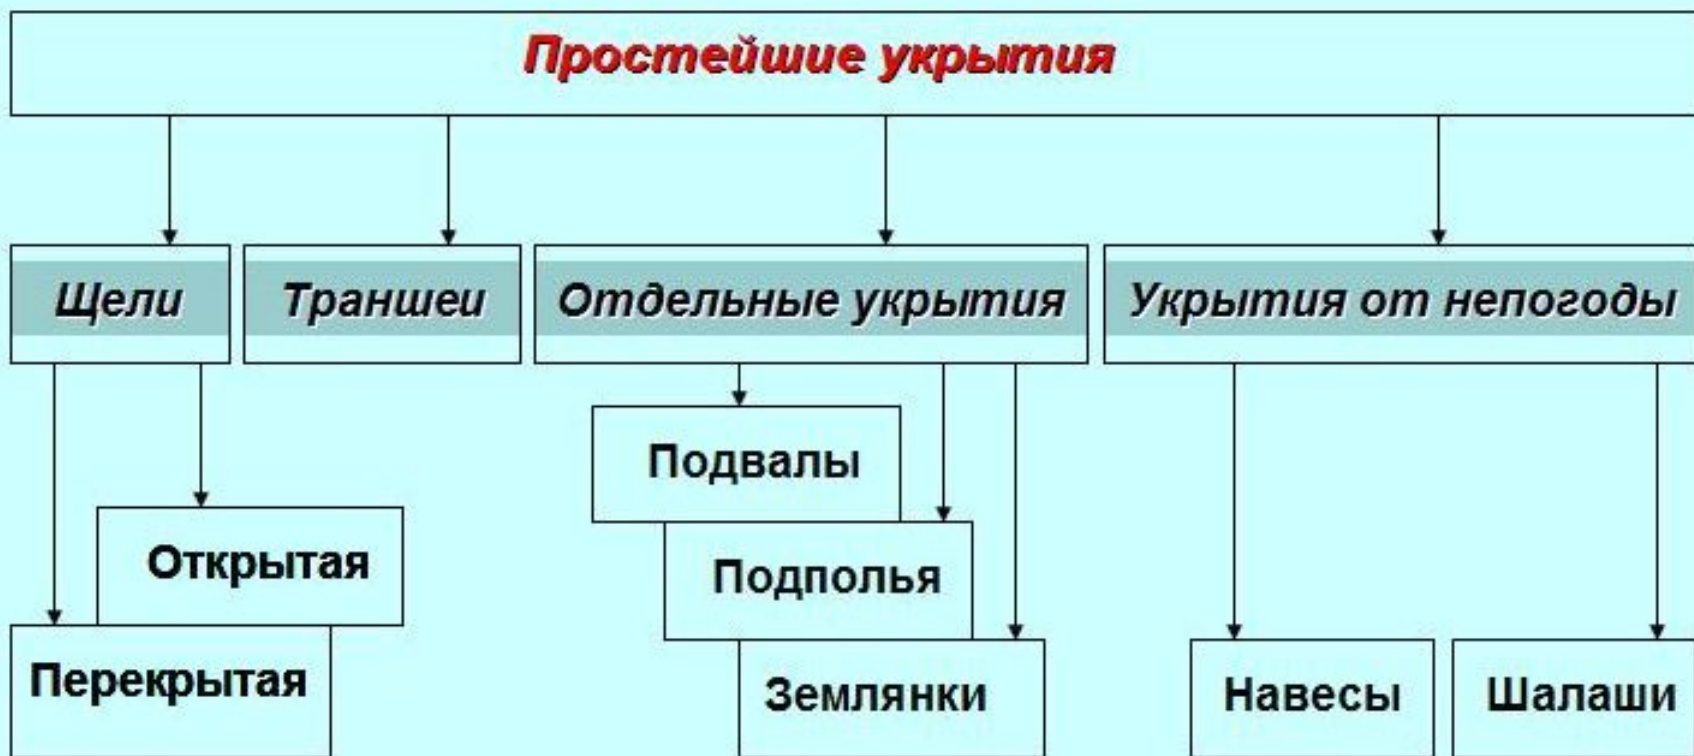 Простейшие укрытия
Щели
Траншеи
Отдельные укрытия
Укрытия от непогоды
Подвалы
Открытая
Подполья
Перекрытая
Землянки
Навесы
Шалаши